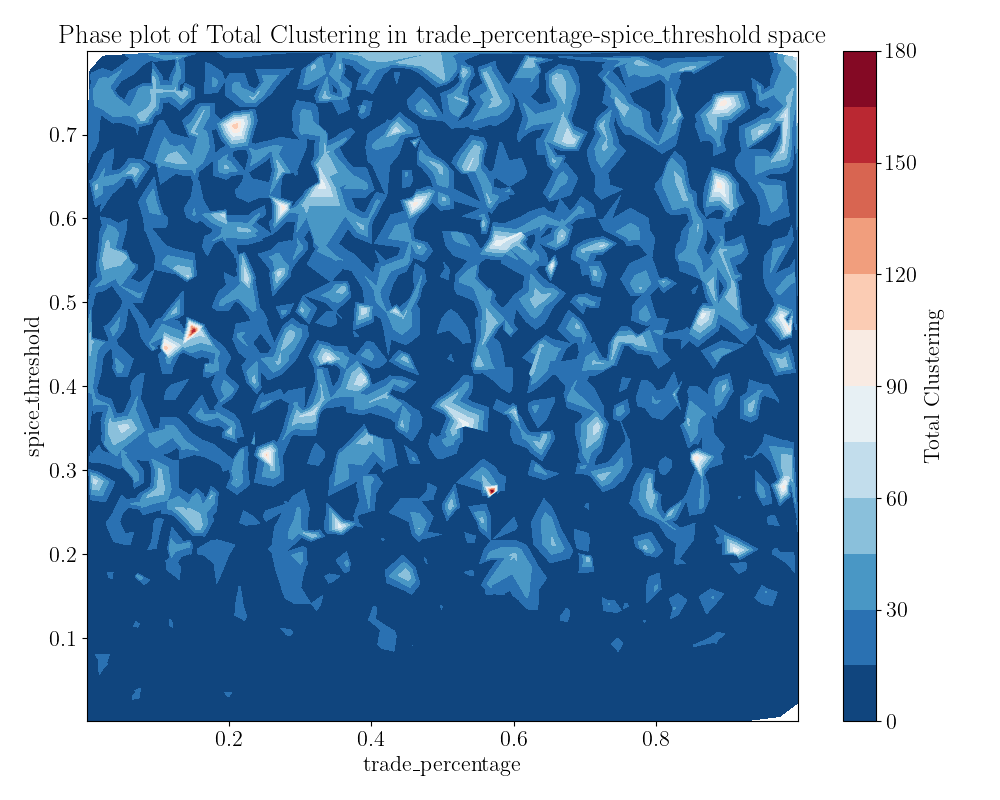 Phase plot of Total Clustering in trade_percentage-spice_threshold space
180
150
120
90
60
30
0
Total Clustering
0.7
0.6
0.5
0.4
0.3
0.2
0.1
spice_threshold
0.2 0.4 0.6 0.8
trade_percentage